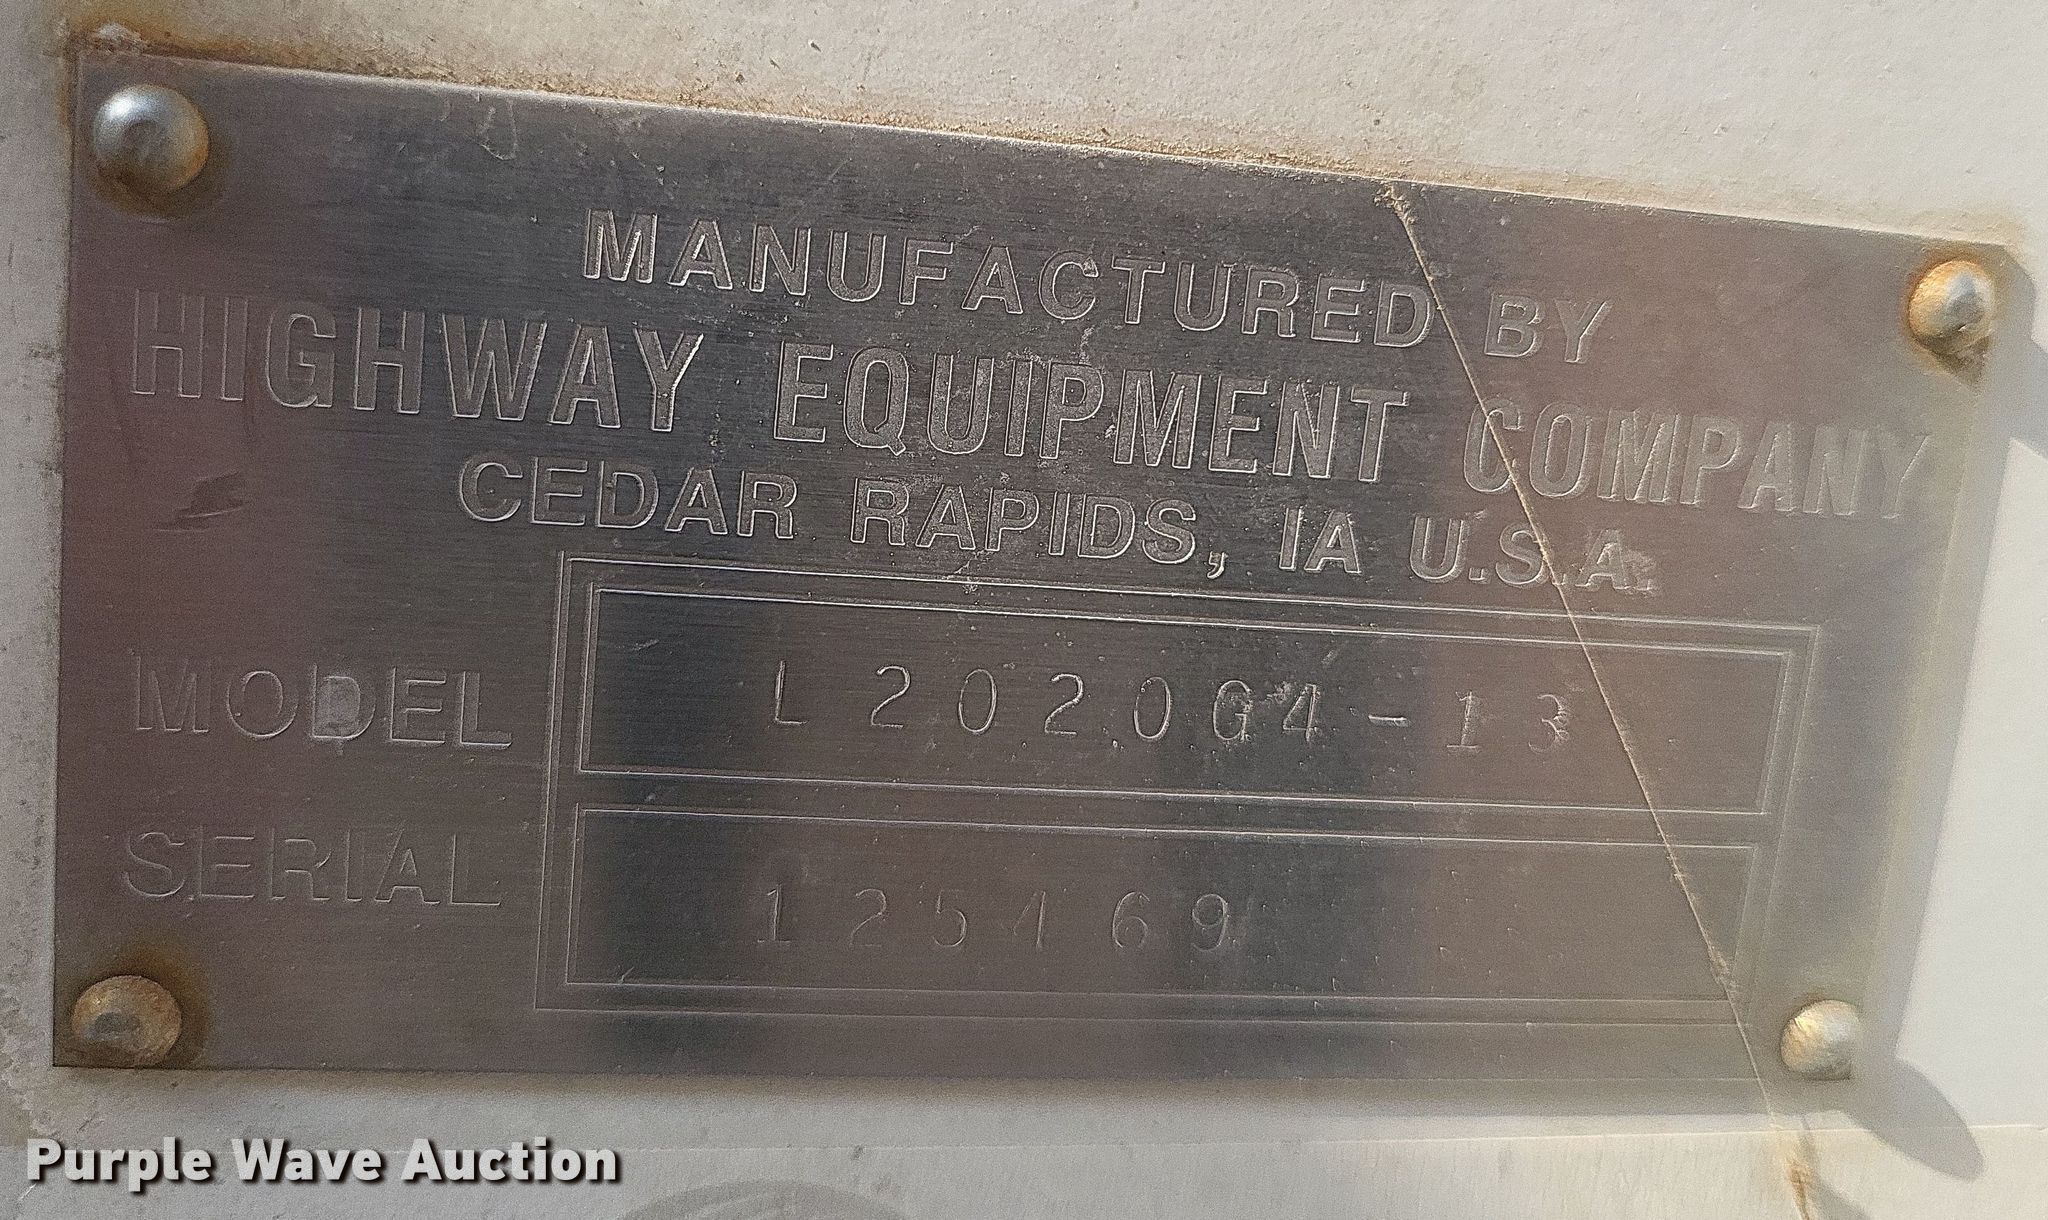 MANUFACTURED BY
HIGHWAY EQUIPMENT COMPANY
CEDAR RAPIDS, IA U.S.A.
MODEL L2020G4-13
SERIAL 125469
Purple Wave Auction